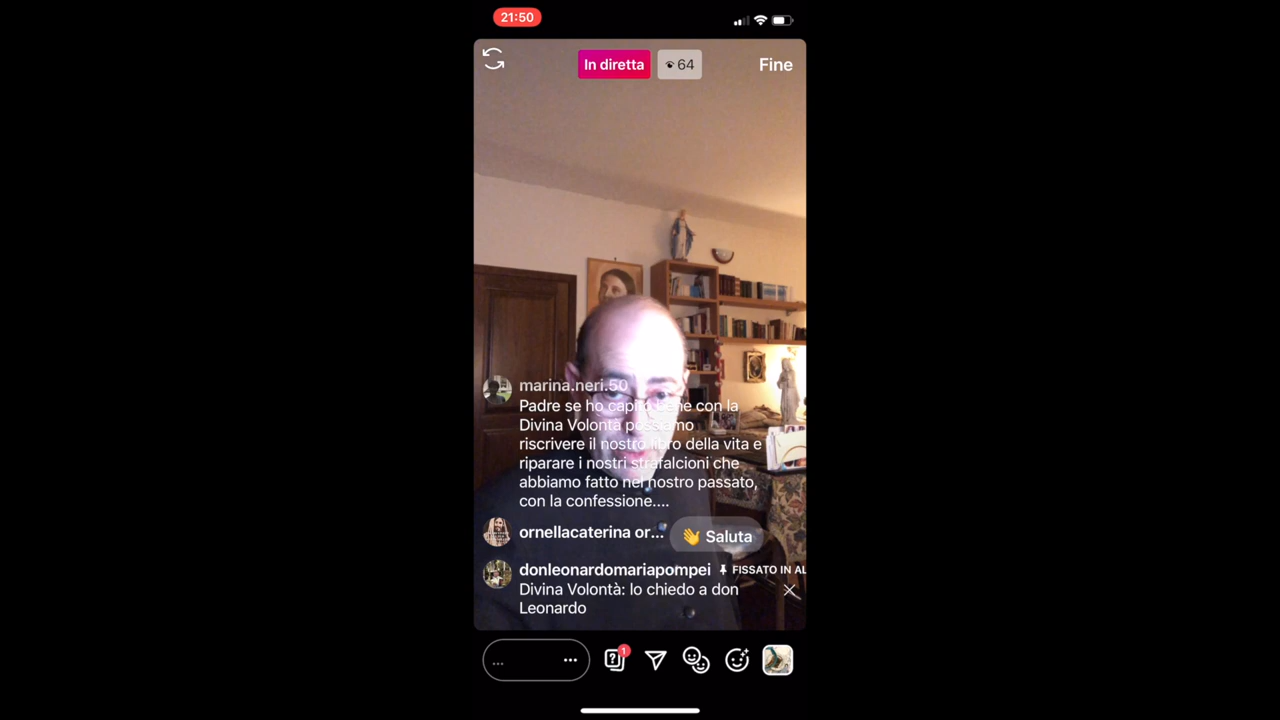 21:50
In diretta
64
Fine
marina.neri.50
Padre se ho capito bene con la
Divina Volontà possiamo
riscrivere il nostro libro della vita e
riparare i nostri strafalcioni che
abbiamo fatto nel nostro passato,
con la confessione....
ornellacaterina or...
Saluta
donleonardomariapompei
FISSATO IN AL
Divina Volontà: lo chiedo a don
Leonardo
...
1